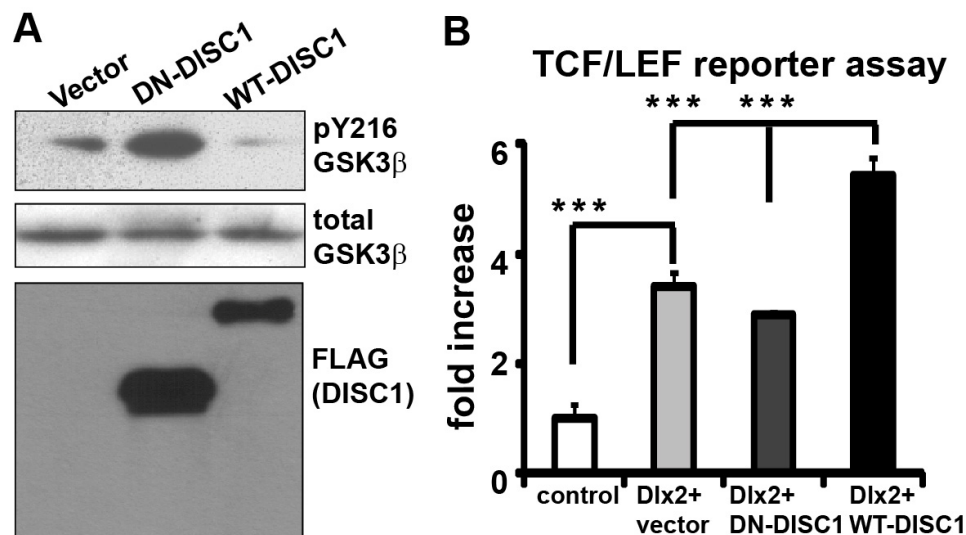 A
Vector
DN-DISC1
WT-DISC1
pY216
GSK3β
total
GSK3β
FLAG
(DISC1)
B
TCF/LEF reporter assay
*** ***
***
fold increase
6
4
2
0
control
Dlx2+
vector
Dlx2+
DN-DISC1
Dlx2+
WT-DISC1